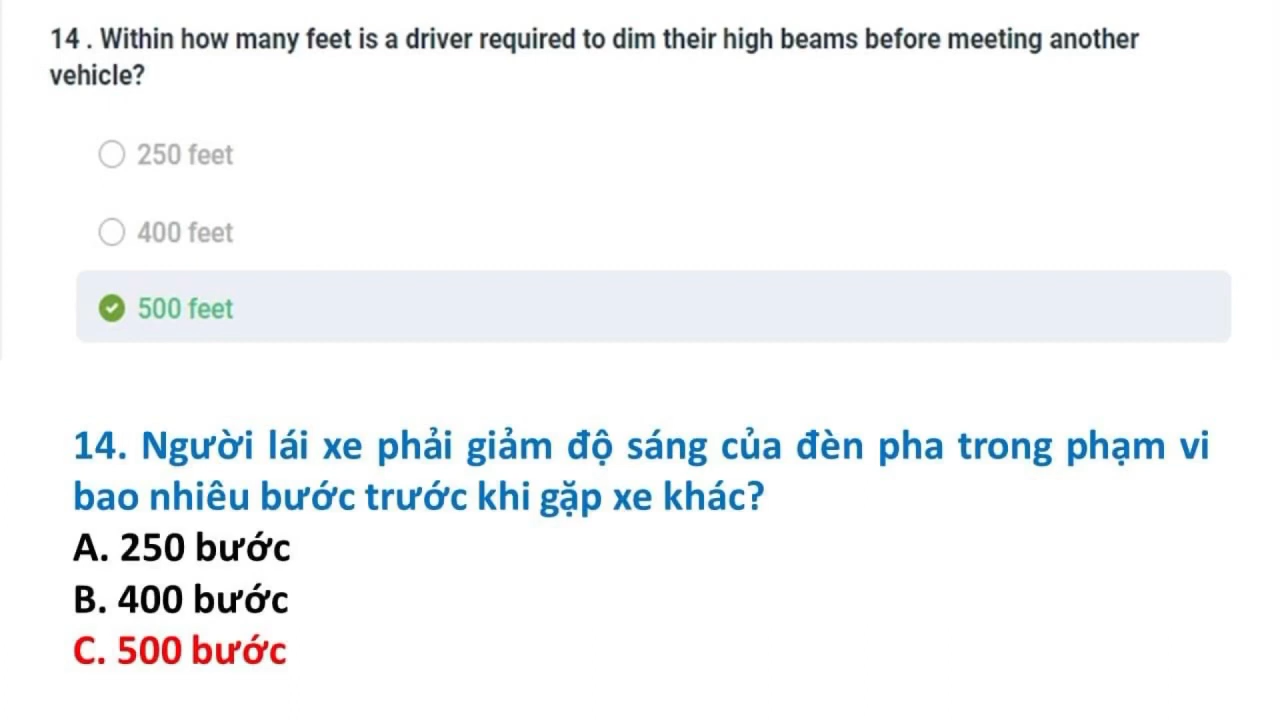 14 . Within how many feet is a driver required to dim their high beams before meeting another
vehicle?
250 feet
400 feet
500 feet
14. Người lái xe phải giảm độ sáng của đèn pha trong phạm vi
bao nhiêu bước trước khi gặp xe khác?
A. 250 bước
B. 400 bước
C. 500 bước